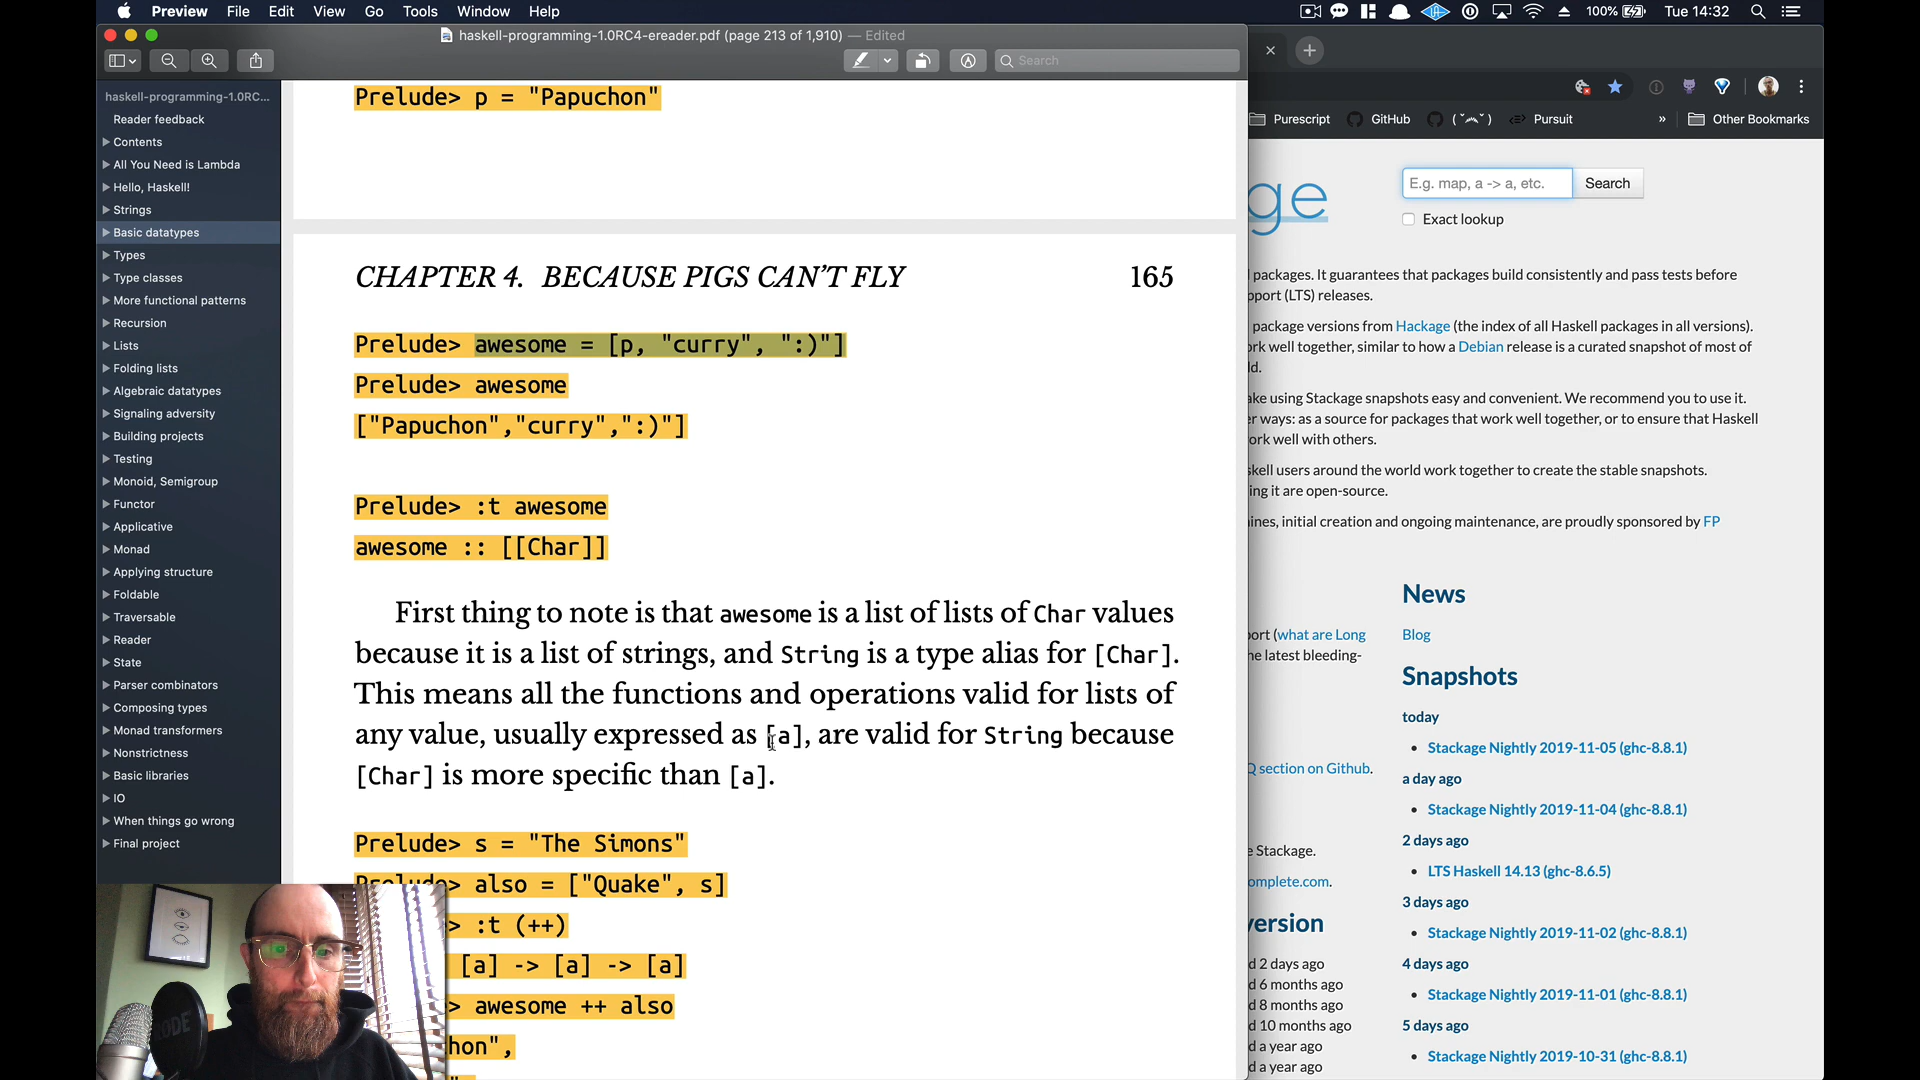 Preview File Edit View Go Tools Window Help
100% Tue 14:32
haskell-programming-1.0RC4-ereader.pdf (page 213 of 1,910) — Edited
Search
haskell-programming-1.0RC...
Reader feedback
Contents
All You Need is Lambda
Hello, Haskell!
Strings
Basic datatypes
Types
Type classes
More functional patterns
Recursion
Lists
Folding lists
Algebraic datatypes
Signaling adversity
Building projects
Testing
Monoid, Semigroup
Functor
Applicative
Monad
Applying structure
Foldable
Traversable
Reader
State
Parser combinators
Composing types
Monad transformers
Nonstrictness
Basic libraries
IO
When things go wrong
Final project
Prelude> p = "Papuchon"
CHAPTER 4. BECAUSE PIGS CAN'T FLY 165
Prelude> awesome = [p, "curry", ":)"]
Prelude> awesome
["Papuchon","curry",":)"]
Prelude> :t awesome
awesome :: [[Char]]
First thing to note is that awesome is a list of lists of Char values
because it is a list of strings, and String is a type alias for [Char].
This means all the functions and operations valid for lists of
any value, usually expressed as [a], are valid for String because
[Char] is more specific than [a].
Prelude> s = "The Simons"
Prelude> also = ["Quake", s]
> :t (++)
[a] -> [a] -> [a]
> awesome ++ also
hon",
Purescript GitHub Pursuit » Other Bookmarks
ge
E.g. map, a -> a, etc. Search
Exact lookup
packages. It guarantees that packages build consistently and pass tests before
pport (LTS) releases.
package versions from Hackage (the index of all Haskell packages in all versions).
rk well together, similar to how a Debian release is a curated snapshot of most of
d.
ake using Stackage snapshots easy and convenient. We recommend you to use it.
er ways: as a source for packages that work well together, or to ensure that Haskell
ork well with others.
skell users around the world work together to create the stable snapshots.
ing it are open-source.
ines, initial creation and ongoing maintenance, are proudly sponsored by FP
ort (what are Long
he latest bleeding-
Q section on Github.
e Stackage.
omplete.com.
version
d 2 days ago
d 6 months ago
d 8 months ago
d 10 months ago
d a year ago
d a year ago
News
Blog
Snapshots
today
Stackage Nightly 2019-11-05 (ghc-8.8.1)
a day ago
Stackage Nightly 2019-11-04 (ghc-8.8.1)
2 days ago
LTS Haskell 14.13 (ghc-8.6.5)
3 days ago
Stackage Nightly 2019-11-02 (ghc-8.8.1)
4 days ago
Stackage Nightly 2019-11-01 (ghc-8.8.1)
5 days ago
Stackage Nightly 2019-10-31 (ghc-8.8.1)